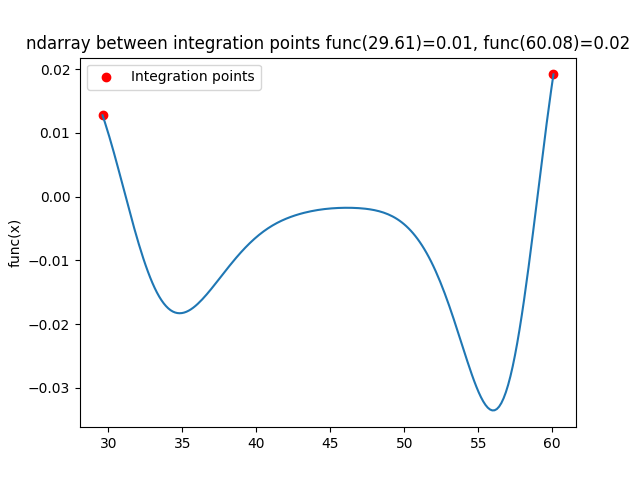 ndarray between integration points func(29.61)=0.01, func(60.08)=0.02
Integration points
func(x)
0.02
0.01
0.00
−0.01
−0.02
−0.03
30 35 40 45 50 55 60